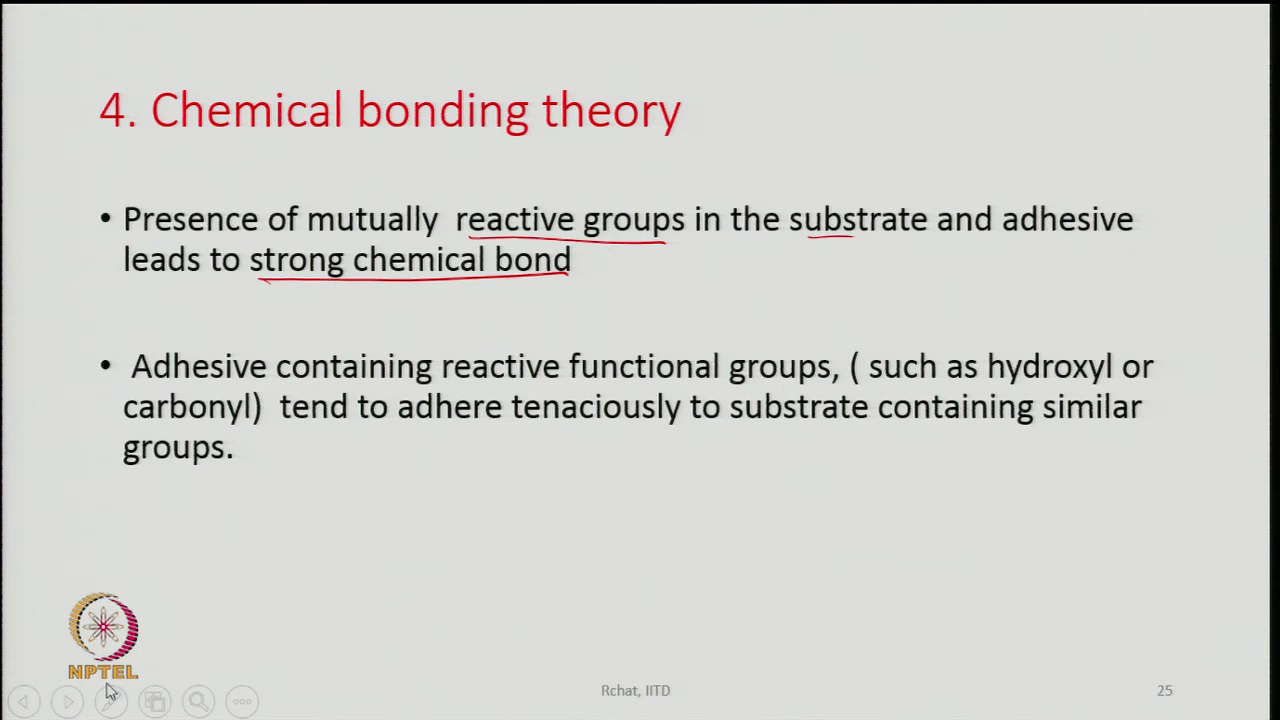 4. Chemical bonding theory
• Presence of mutually reactive groups in the substrate and adhesive
leads to strong chemical bond
• Adhesive containing reactive functional groups, ( such as hydroxyl or
carbonyl) tend to adhere tenaciously to substrate containing similar
groups.
NPTEL
Rchat, IITD
25